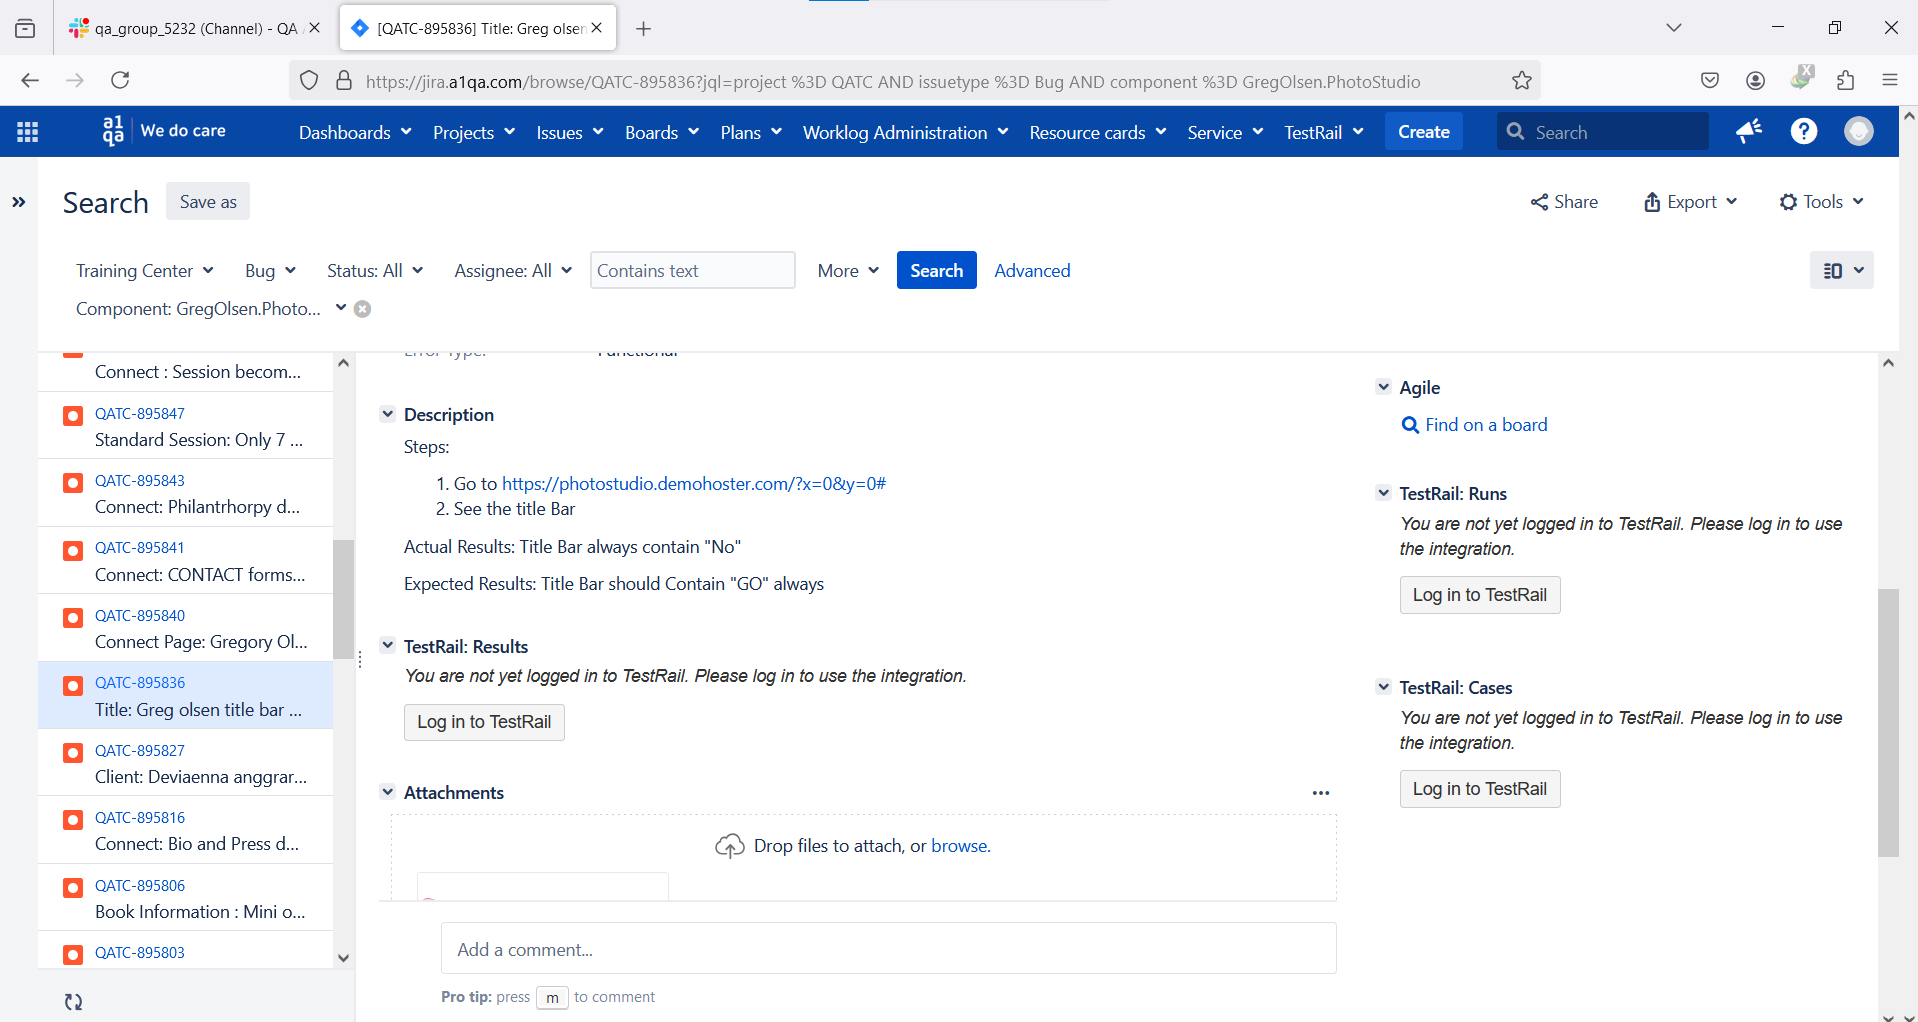 qa_group_5232 (Channel) - QA
[QATC-895836] Title: Greg olsen
https://jira.a1qa.com/browse/QATC-895836?jql=project %3D QATC AND issuetype %3D Bug AND component %3D GregOlsen.PhotoStudio
a1 qa We do care Dashboards Projects Issues Boards Plans Worklog Administration Resource cards Service TestRail Create Search
Search Save as Share Export Tools
Training Center Bug Status: All Assignee: All Contains text More Search Advanced
Component: GregOlsen.Photo...
Connect : Session becom...
QATC-895847
Standard Session: Only 7 ...
QATC-895843
Connect: Philantrhorpy d...
QATC-895841
Connect: CONTACT forms...
QATC-895840
Connect Page: Gregory Ol...
QATC-895836
Title: Greg olsen title bar ...
QATC-895827
Client: Deviaenna anggrar...
QATC-895816
Connect: Bio and Press d...
QATC-895806
Book Information : Mini o...
QATC-895803
Error Type: Functional
Description
Steps:
1. Go to https://photostudio.demohoster.com/?x=0&y=0#
2. See the title Bar
Actual Results: Title Bar always contain "No"
Expected Results: Title Bar should Contain "GO" always
TestRail: Results
You are not yet logged in to TestRail. Please log in to use the integration.
Log in to TestRail
Attachments
Drop files to attach, or browse.
Add a comment...
Pro tip: press m to comment
Agile
Find on a board
TestRail: Runs
You are not yet logged in to TestRail. Please log in to use
the integration.
Log in to TestRail
TestRail: Cases
You are not yet logged in to TestRail. Please log in to use
the integration.
Log in to TestRail